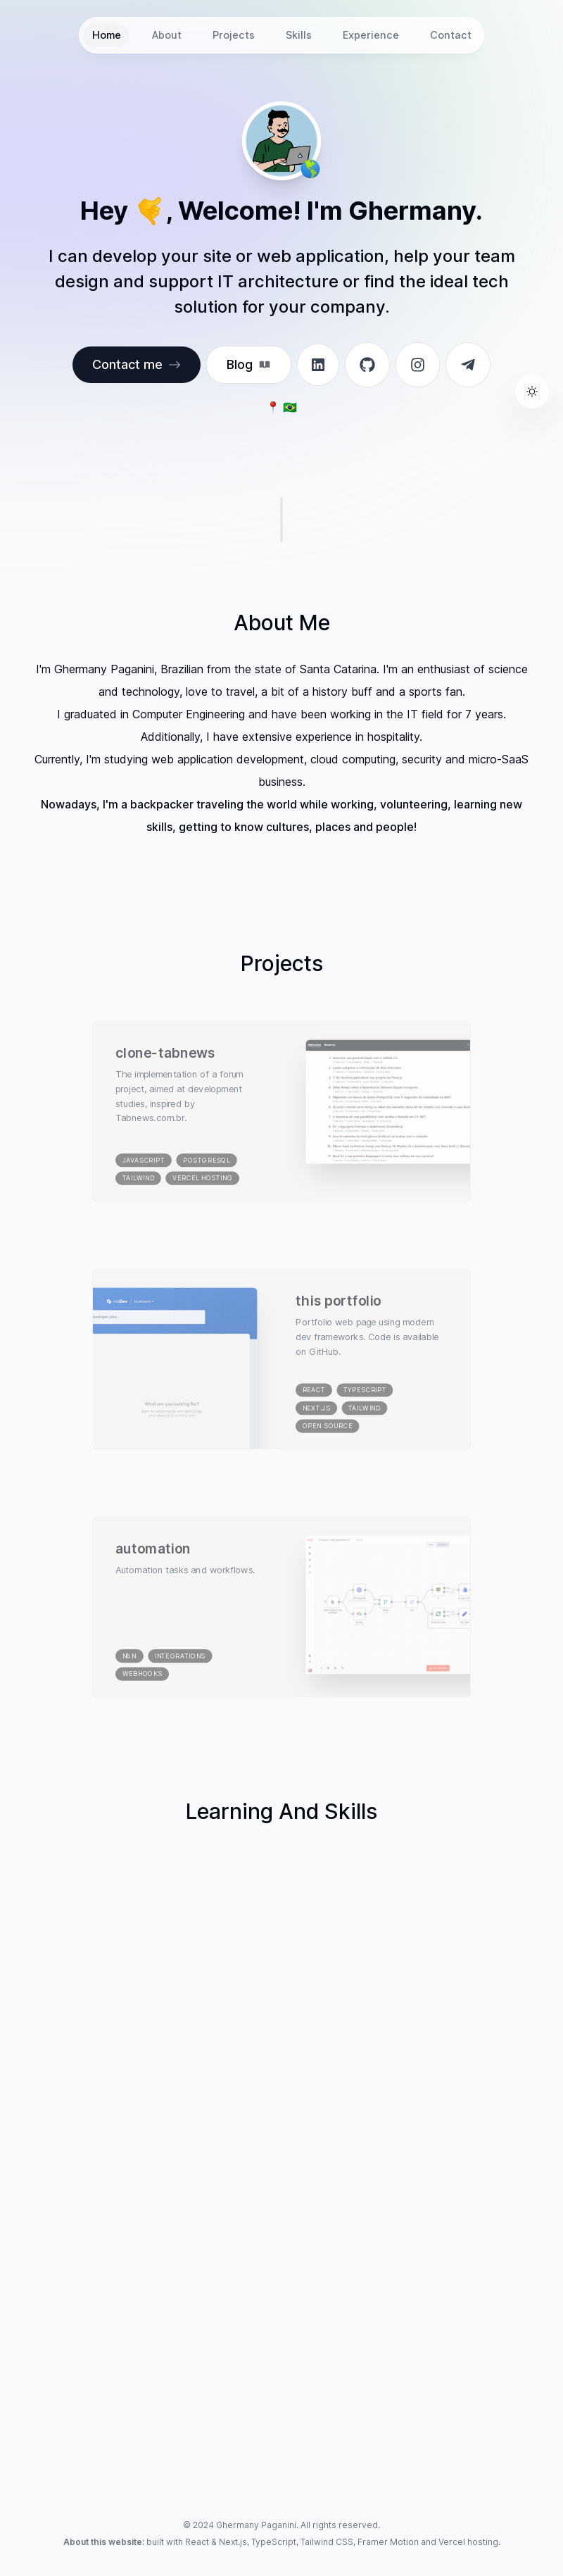 Home About Projects Skills Experience Contact
Hey 🤙, Welcome! I'm Ghermany.
I can develop your site or web application, help your team
design and support IT architecture or find the ideal tech
solution for your company.
Contact me → Blog
About Me
I'm Ghermany Paganini, Brazilian from the state of Santa Catarina. I'm an enthusiast of science
and technology, love to travel, a bit of a history buff and a sports fan.
I graduated in Computer Engineering and have been working in the IT field for 7 years.
Additionally, I have extensive experience in hospitality.
Currently, I'm studying web application development, cloud computing, security and micro-SaaS
business.
Nowadays, I'm a backpacker traveling the world while working, volunteering, learning new
skills, getting to know cultures, places and people!
Projects
clone-tabnews
The implementation of a forum
project, aimed at development
studies, inspred by
Tabnews.com.br.
JAVASCRIPT POSTGRESQL
TAILWIND VERCEL HOSTING
this portfolio
Portfolio web page using modern
dev frameworks. Code is available
on GitHub.
REACT TYPESCRIPT
NEXT.JS TAILWIND
OPEN SOURCE
What are you looking for?
automation
Automation tasks and workflows.
N8N INTEGRATIONS
WEBHOOKS
Learning And Skills
© 2024 Ghermany Paganini. All rights reserved.
About this website: built with React & Next.js, TypeScript, Tailwind CSS, Framer Motion and Vercel hosting.